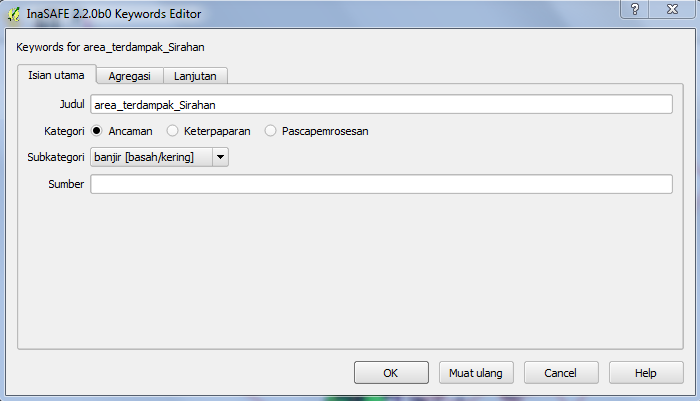 InaSAFE 2.2.0b0 Keywords Editor
?
Keywords for area_terdampak_Sirahan
Isian utama Agregasi Lanjutan
Judul area_terdampak_Sirahan
Kategori Ancaman Keterpaparan Pascapemrosesan
Subkategori banjir [basah/kering]
Sumber
OK Muat ulang Cancel Help